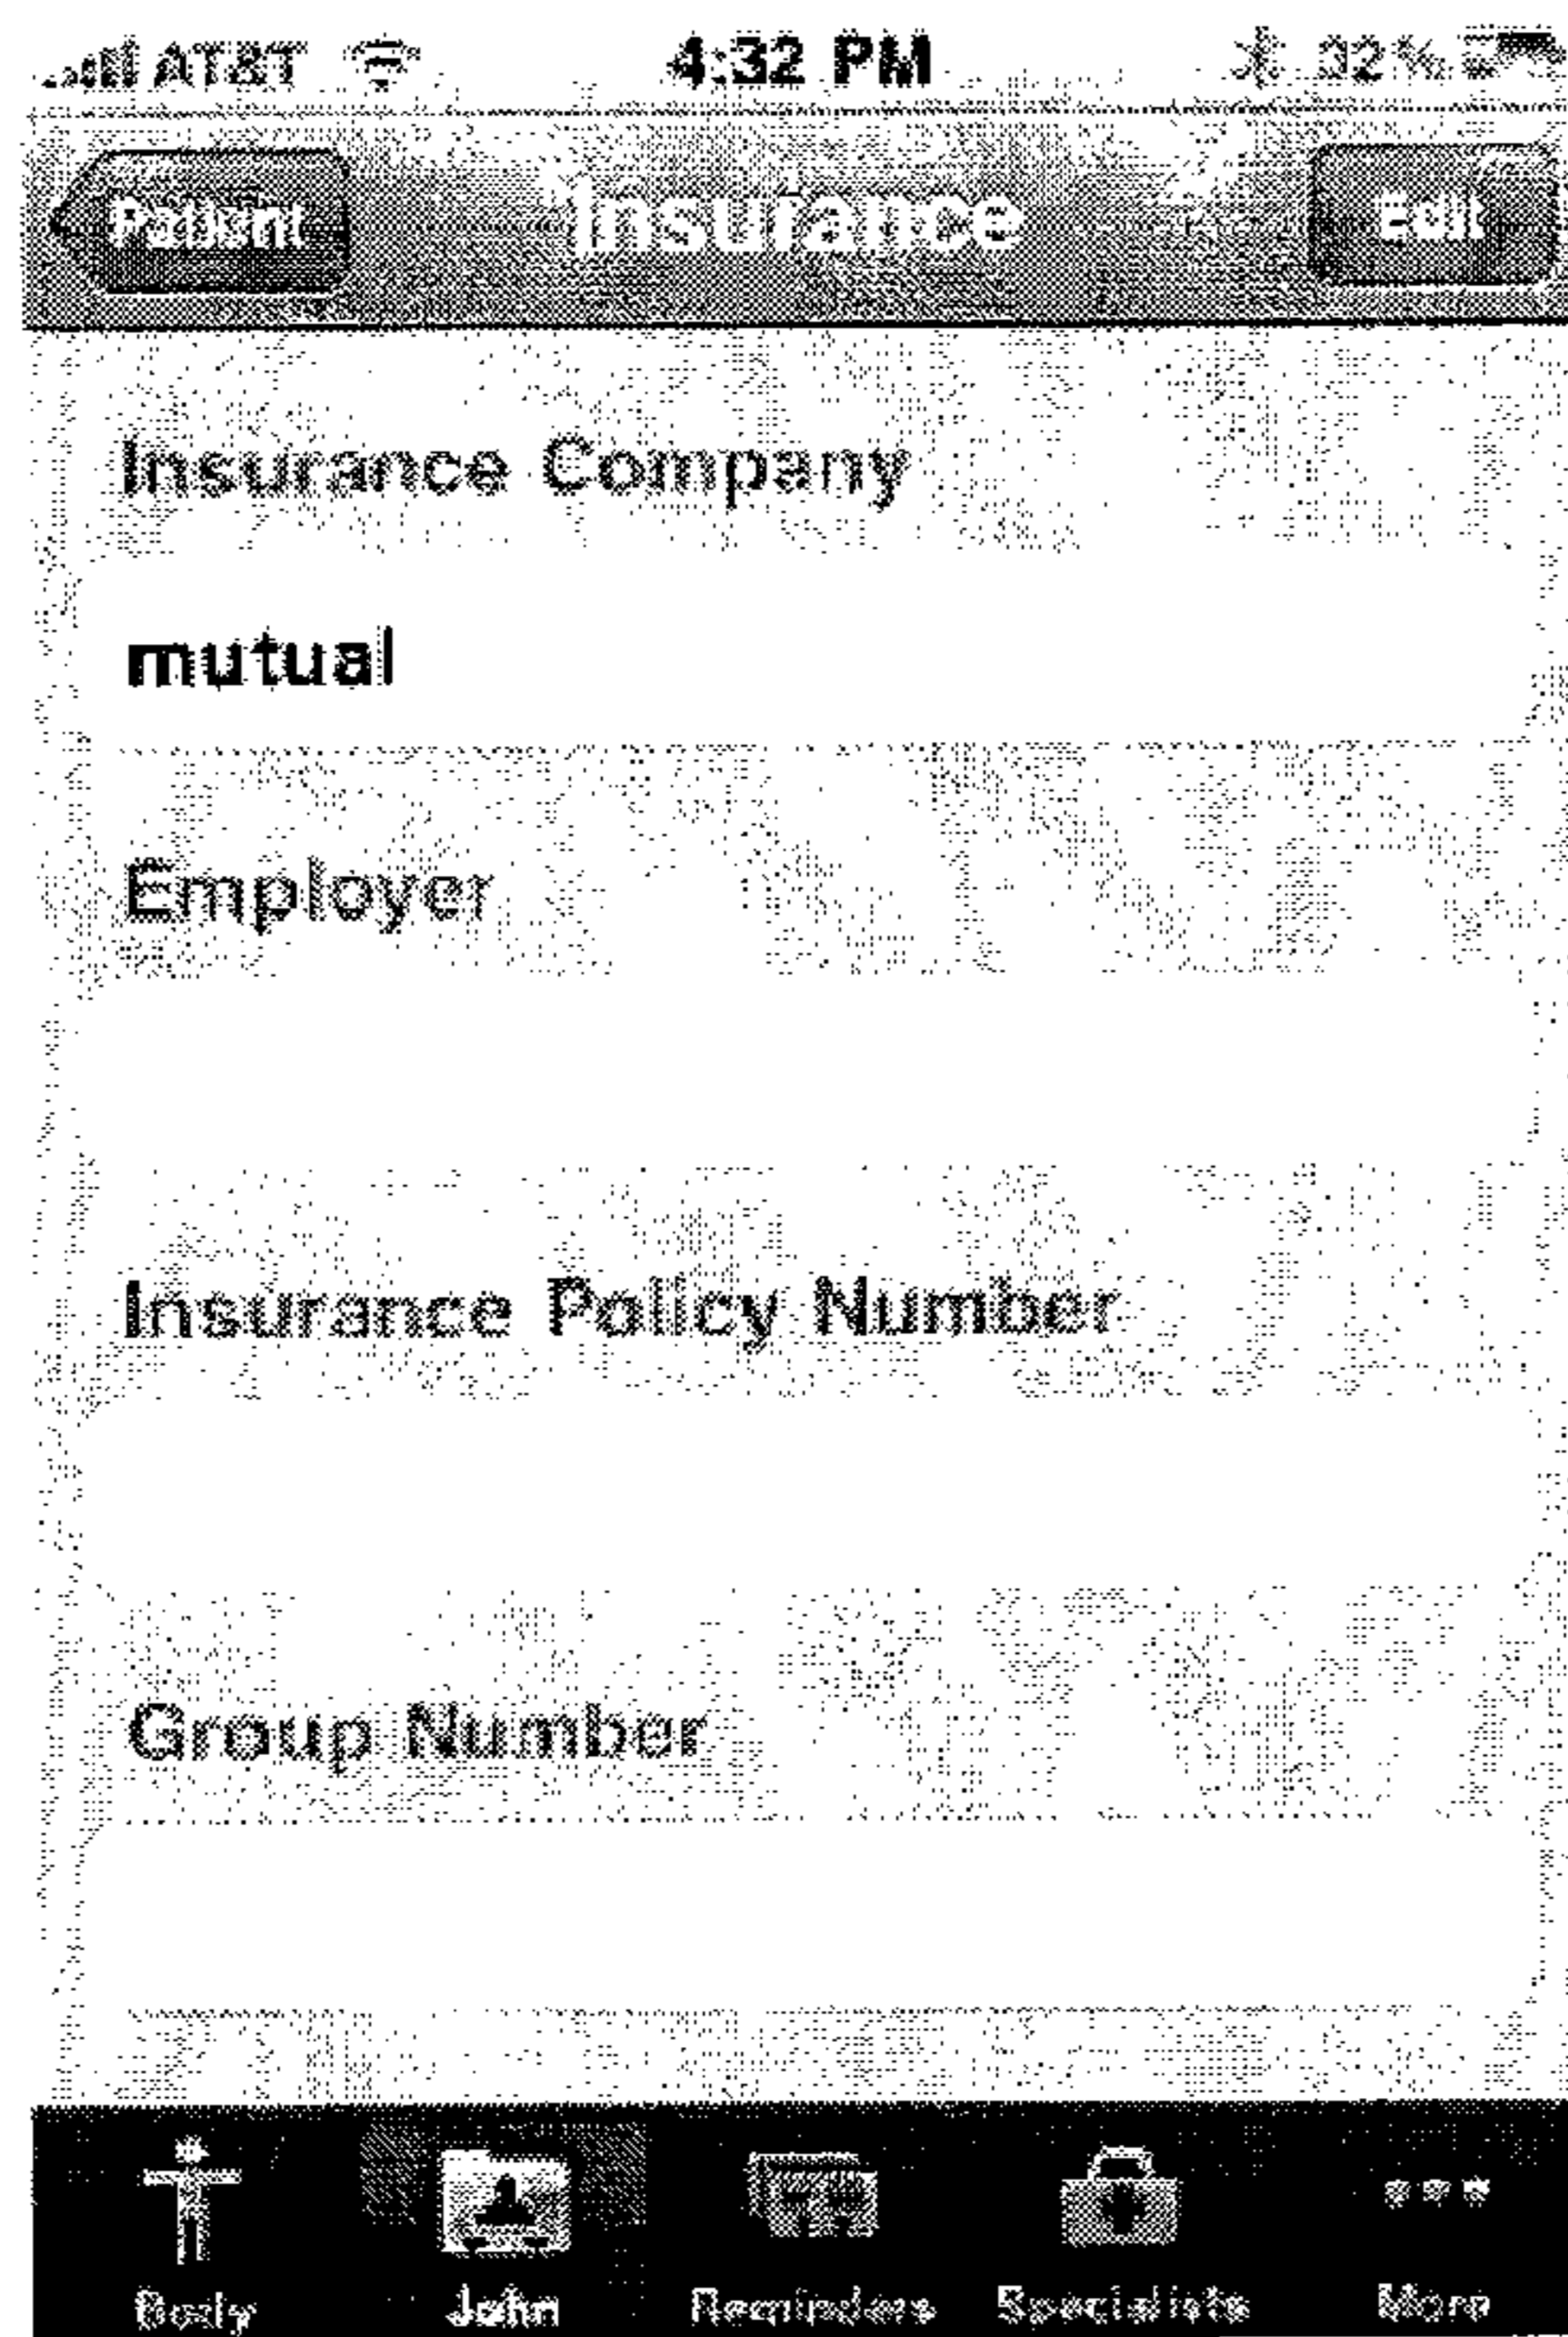 AT&T 4:32 PM 32%
Patient Insurance Edit
Insurance Company
mutual
Employer
Insurance Policy Number
Group Number
Body John Reminders Specialists More